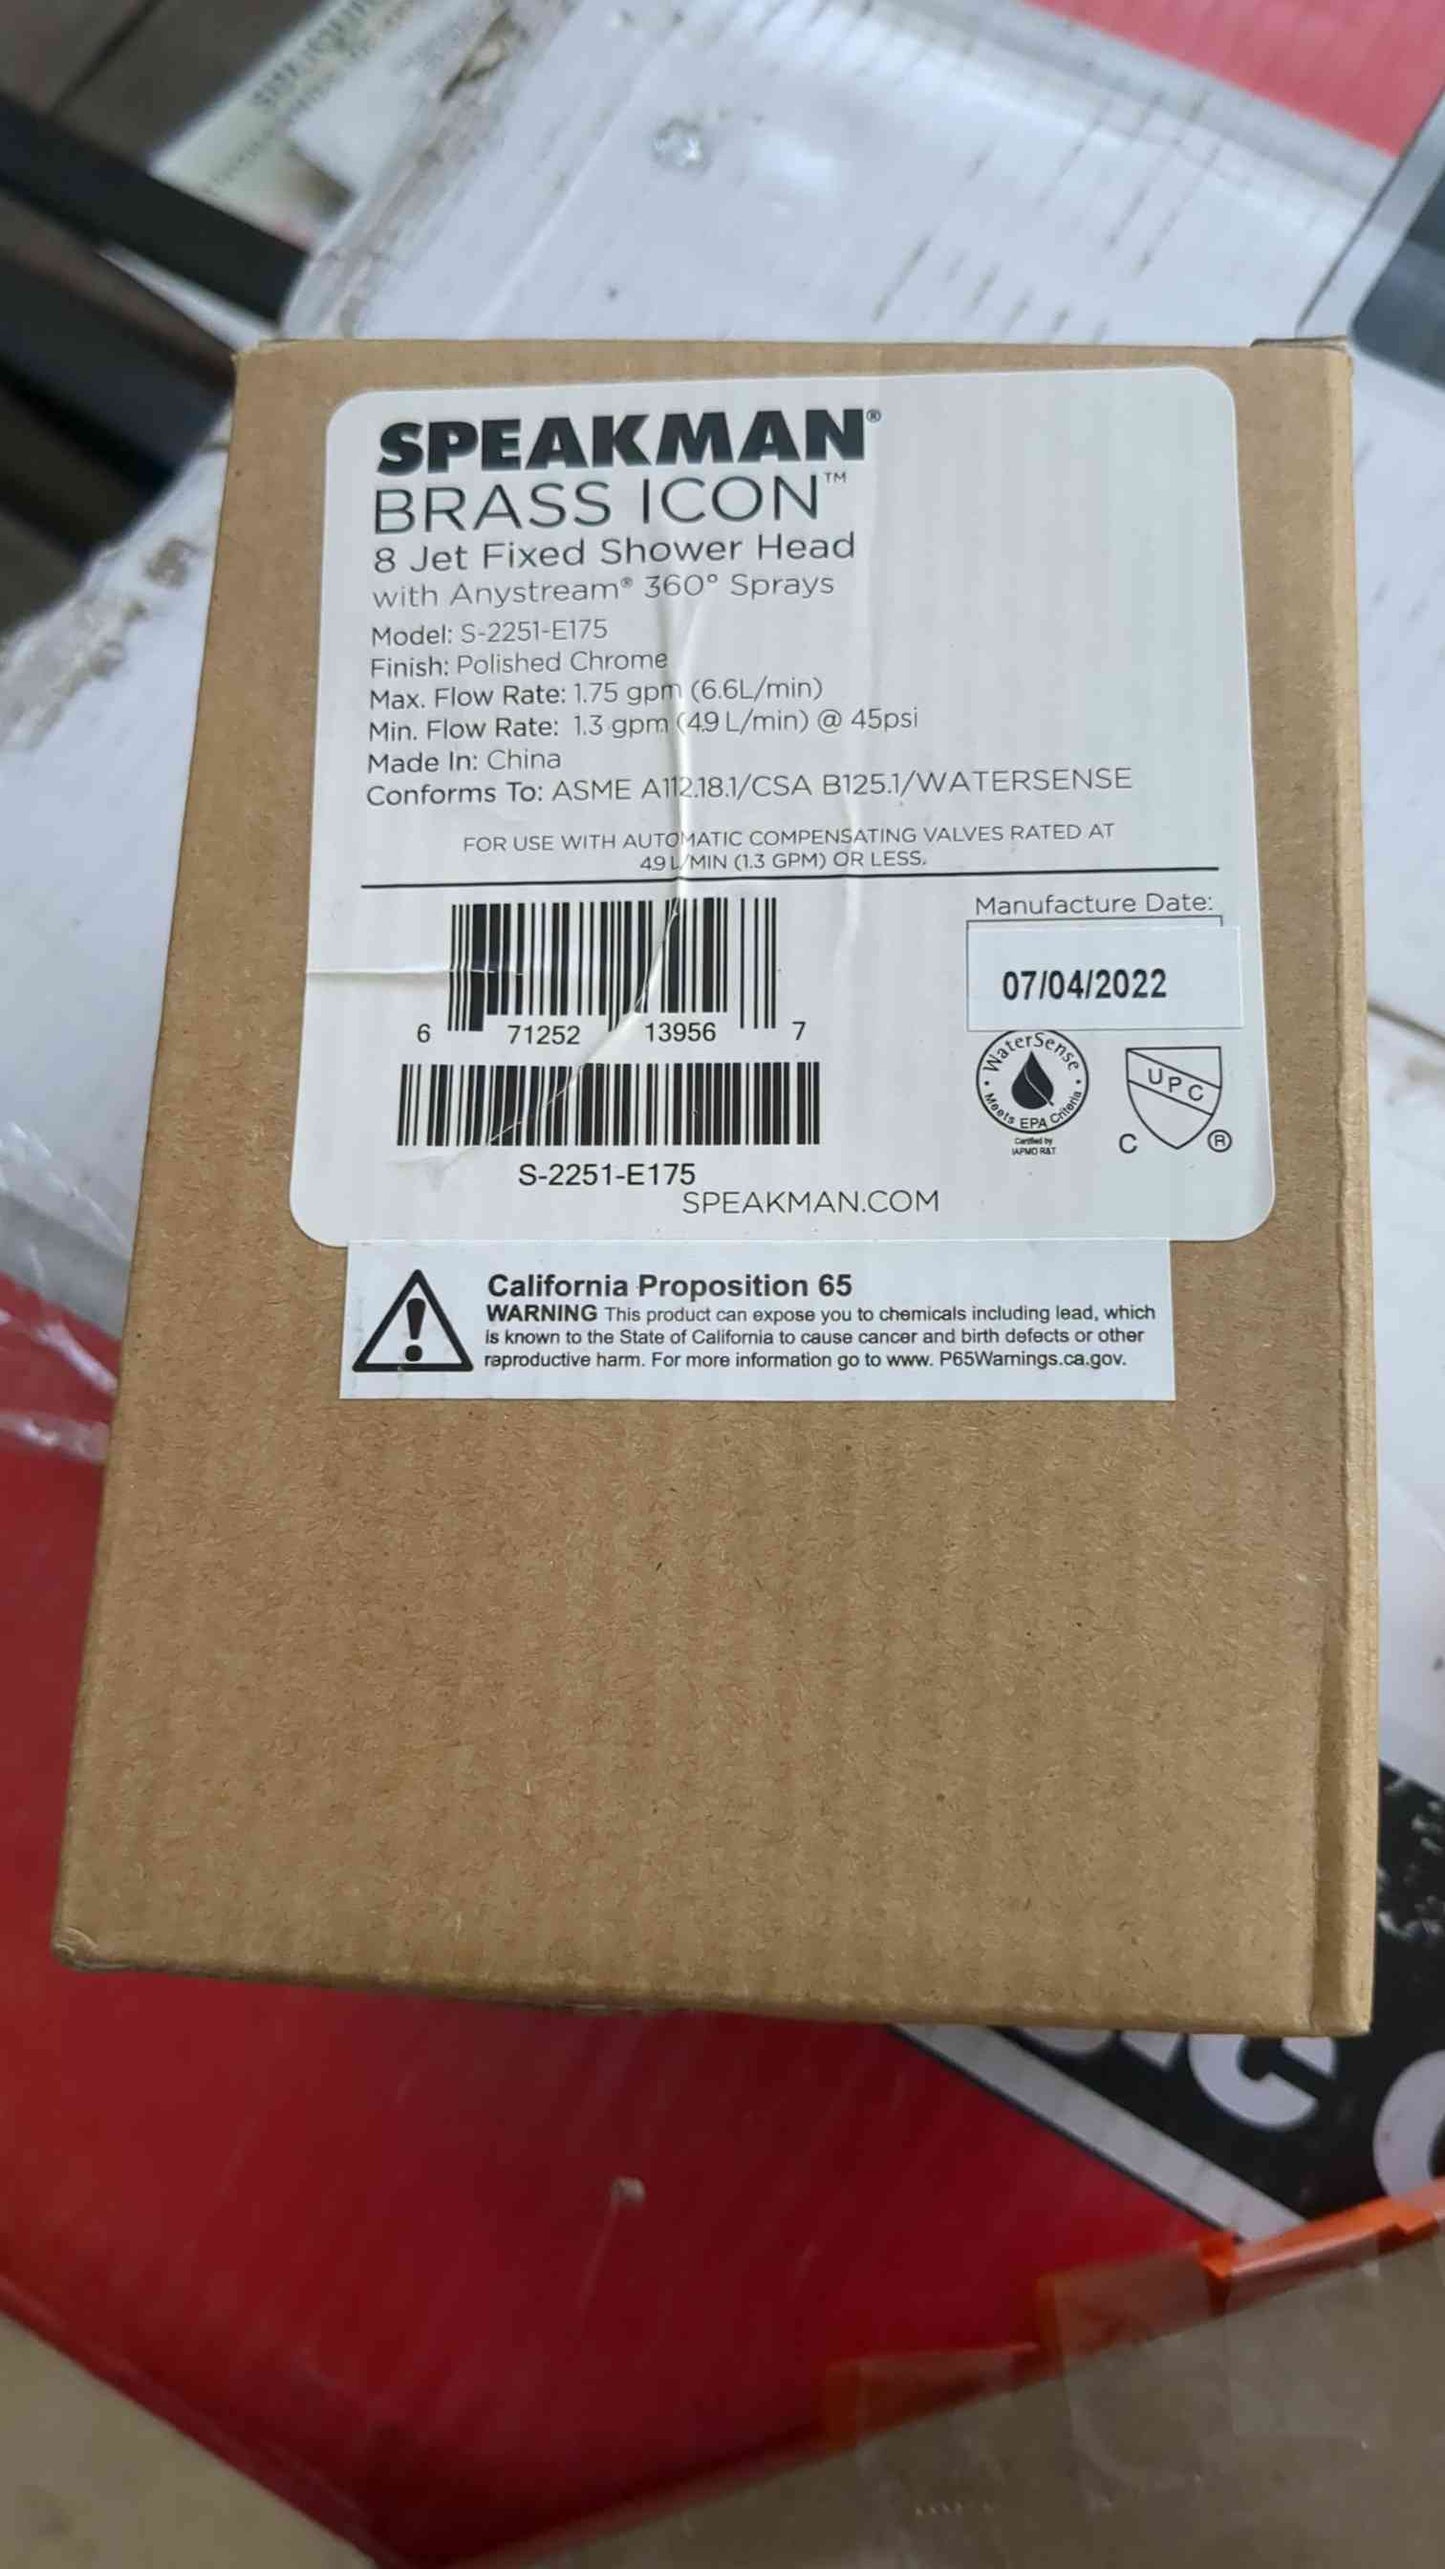 SPEAKMAN®
BRASS ICON™
8 Jet Fixed Shower Head
with Anystream® 360° Sprays
Model: S-2251-E175
Finish: Polished Chrome
Max. Flow Rate: 1.75 gpm (6.6L/min)
Min. Flow Rate: 1.3 gpm (4.9 L/min) @ 45psi
Made In: China
Conforms To: ASME A112.18.1/CSA B125.1/WATERSENSE
FOR USE WITH AUTOMATIC COMPENSATING VALVES RATED AT
4.9 L/MIN (1.3 GPM) OR LESS.
Manufacture Date:
07/04/2022
6 71252 13956 7
WaterSense
Meets EPA Criteria
Certified by
IAPMO R&T
UPC
C ®
S-2251-E175
SPEAKMAN.COM
California Proposition 65
WARNING This product can expose you to chemicals including lead, which
is known to the State of California to cause cancer and birth defects or other
reproductive harm. For more information go to www. P65Warnings.ca.gov.